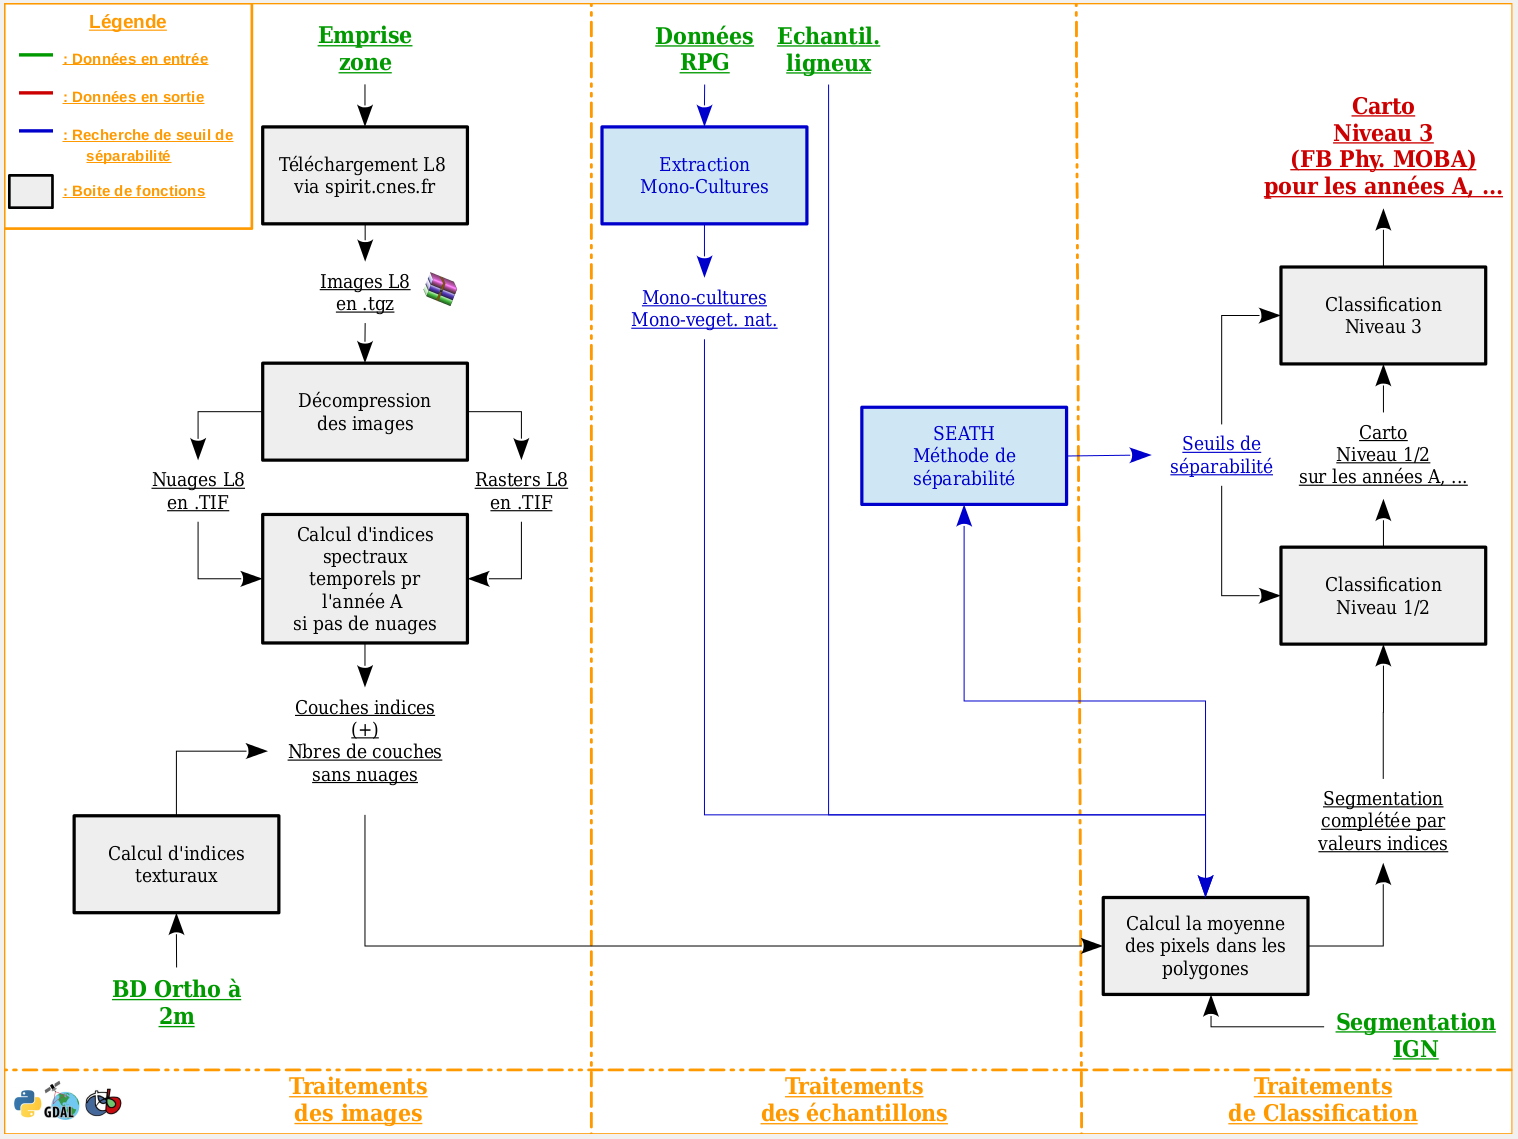 Légende
: Données en entrée
: Données en sortie
: Recherche de seuil de
séparabilité
: Boite de fonctions
Emprise
zone
Téléchargement L8
via spirit.cnes.fr
Images L8
en .tgz
Décompression
des images
Nuages L8
en .TIF
Rasters L8
en .TIF
Calcul d'indices
spectraux
temporels pr
l'année A
si pas de nuages
Couches indices
(+)
Nbres de couches
sans nuages
Calcul d'indices
texturaux
BD Ortho à
2m
GDAL
Traitements
des images
Données
RPG
Echantil.
ligneux
Extraction
Mono-Cultures
Mono-cultures
Mono-veget. nat.
SEATH
Méthode de
séparabilité
Traitements
des échantillons
Carto
Niveau 3
(FB Phy. MOBA)
pour les années A, ...
Classification
Niveau 3
Seuils de
séparabilité
Carto
Niveau 1/2
sur les années A, ...
Classification
Niveau 1/2
Segmentation
complétée par
valeurs indices
Calcul la moyenne
des pixels dans les
polygones
Segmentation
IGN
Traitements
de Classification